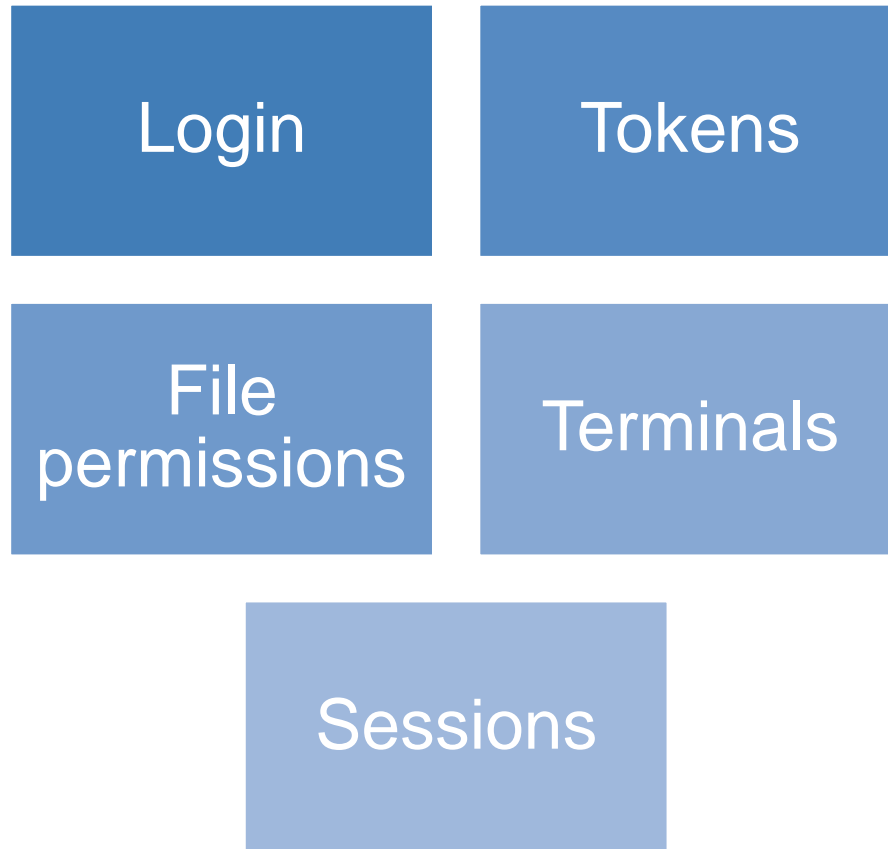 Login
Tokens
File
permissions
Terminals
Sessions